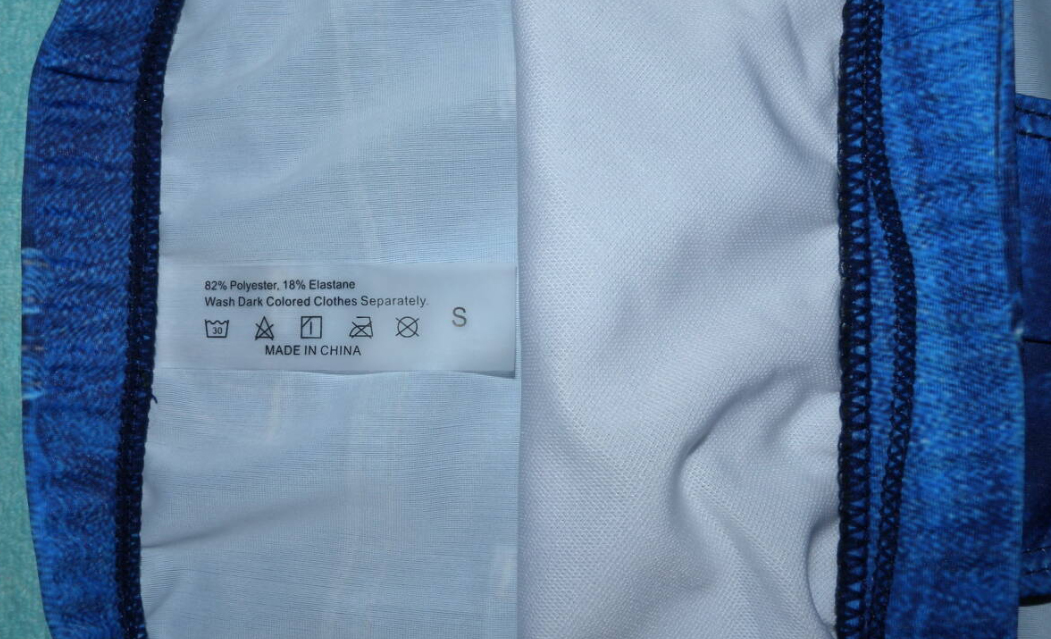 82% Polyester, 18% Elastane
Wash Dark Colored Clothes Separately.
30
S
MADE IN CHINA